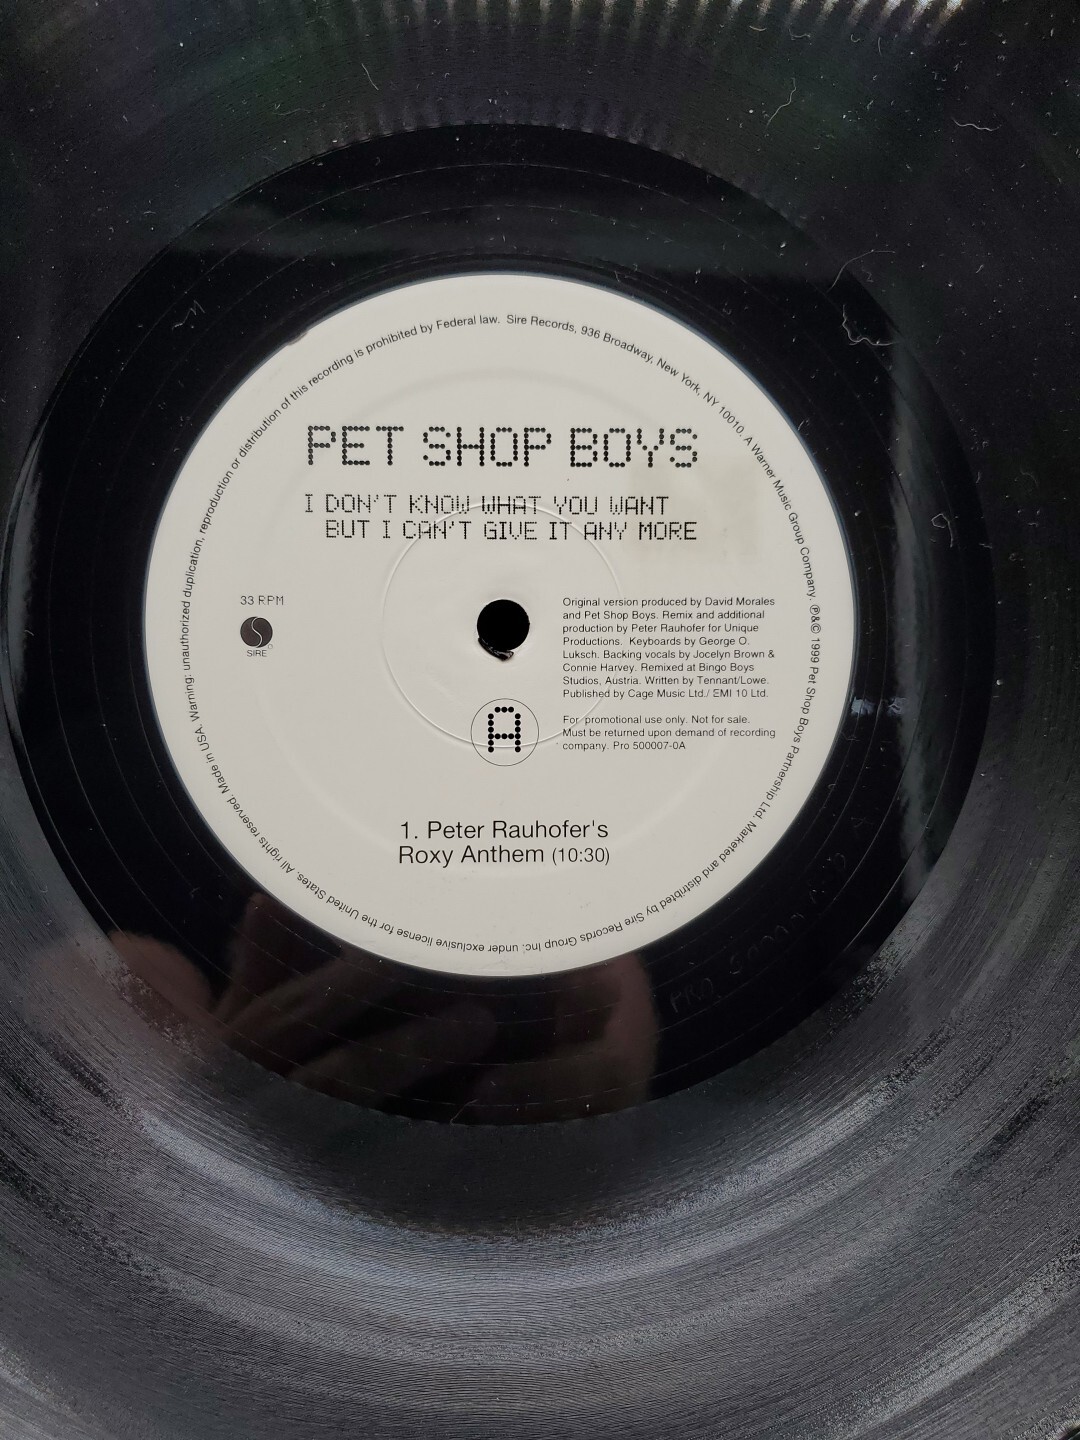 Warning: unauthorized duplication, reproduction or distribution of this recording is prohibited by Federal law. Sire Records, 936 Broadway, New York, NY 10010. A Warner Music Group Company. ℗&© 1999 Pet Shop Boys Partnership Ltd. Marketed and distribted by Sire Records Group Inc. under exclusive license for the United States. All rights reserved. Made in USA.
PET SHOP BOYS
I DON'T KNOW WHAT YOU WANT
BUT I CAN'T GIVE IT ANY MORE
33 RPM
SIRE
Original version produced by David Morales
and Pet Shop Boys. Remix and additional
production by Peter Rauhofer for Unique
Productions. Keyboards by George O.
Luksch. Backing vocals by Jocelyn Brown &
Connie Harvey. Remixed at Bingo Boys
Studios, Austria. Written by Tennant/Lowe.
Published by Cage Music Ltd./ EMI 10 Ltd.
A
For promotional use only. Not for sale.
Must be returned upon demand of recording
company. Pro 500007-0A
1. Peter Rauhofer's
Roxy Anthem (10:30)
PRO